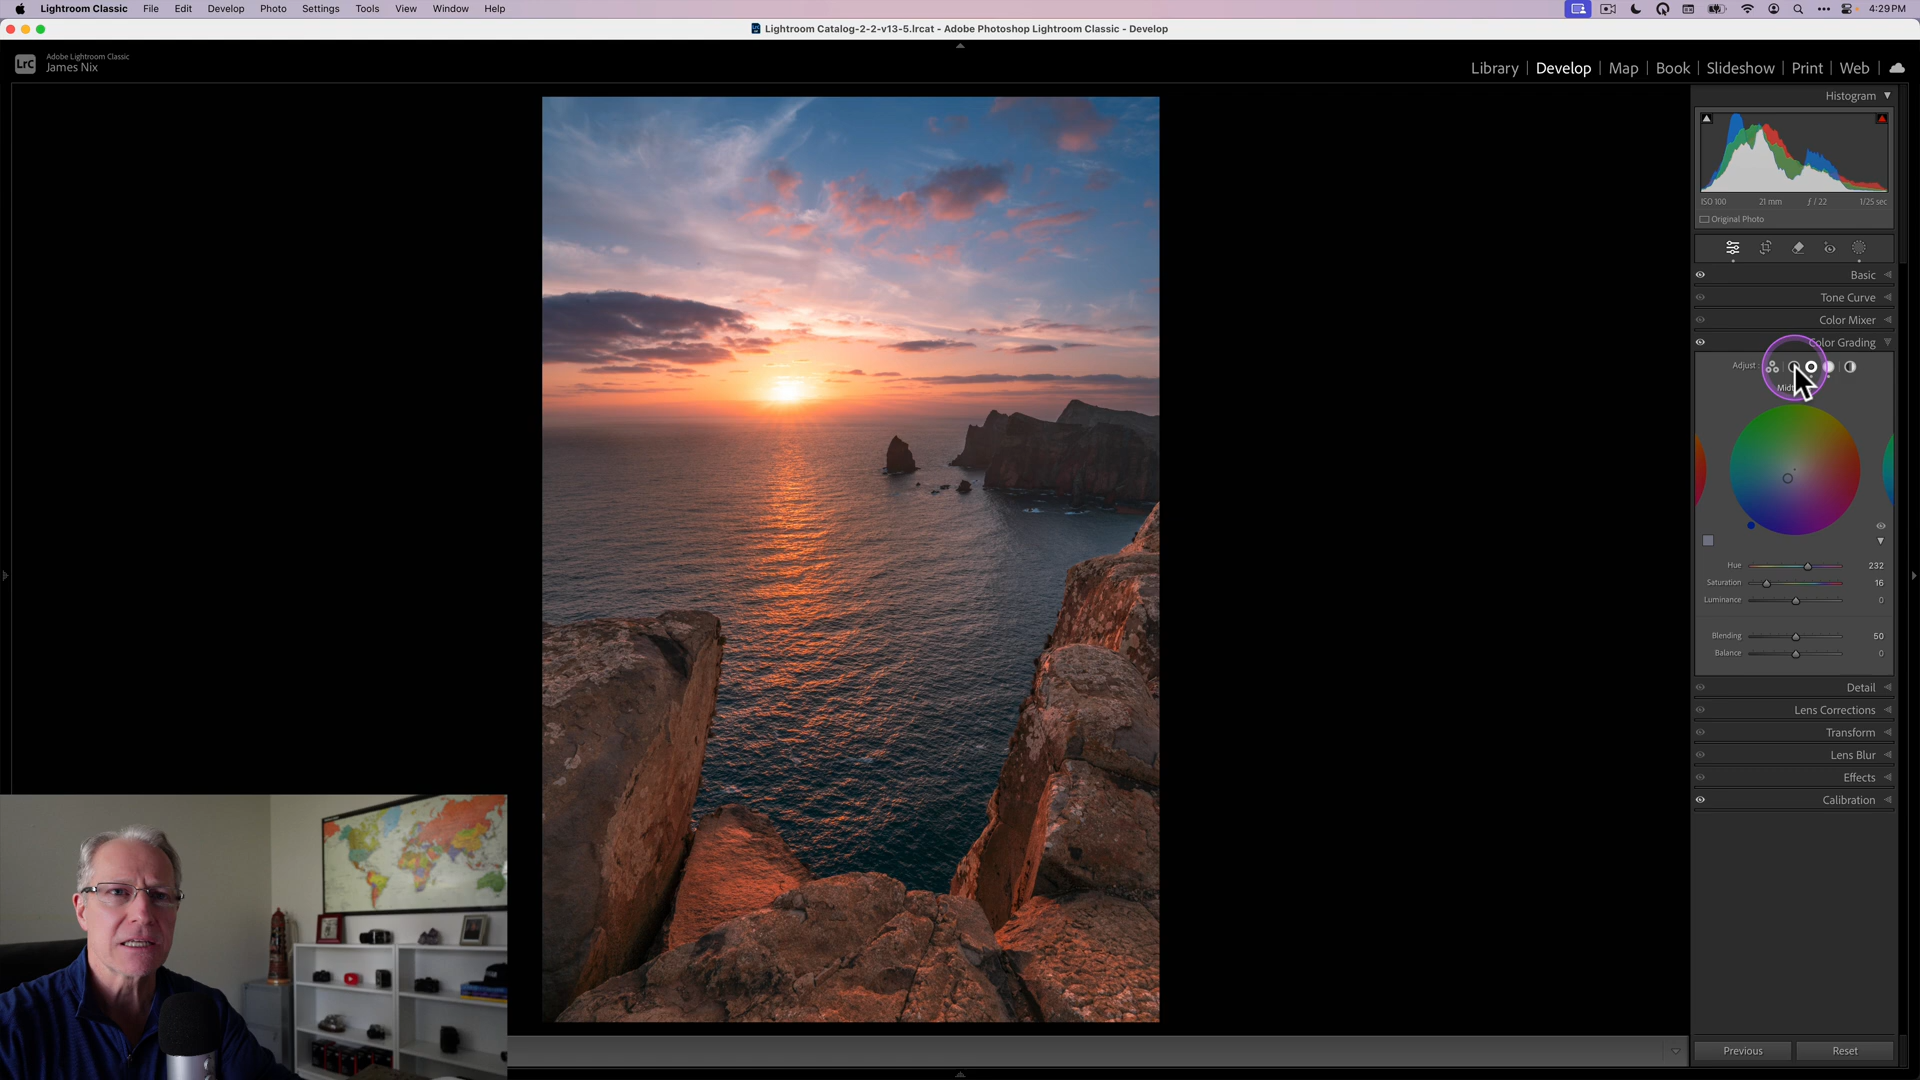 Lightroom Classic File Edit Develop Photo Settings Tools View Window Help 4:29PM
Lightroom Catalog-2-2-v13-5.lrcat - Adobe Photoshop Lightroom Classic - Develop
LrC
Adobe Lightroom Classic
James Nix
Library | Develop | Map | Book | Slideshow | Print | Web
Histogram
ISO 100 21 mm ƒ / 22 1/25 sec
Original Photo
Basic
Tone Curve
Color Mixer
Color Grading
Adjust :
Hue 232
Saturation 16
Luminance 0
Blending 50
Balance 0
Detail
Lens Corrections
Transform
Lens Blur
Effects
Calibration
Previous Reset